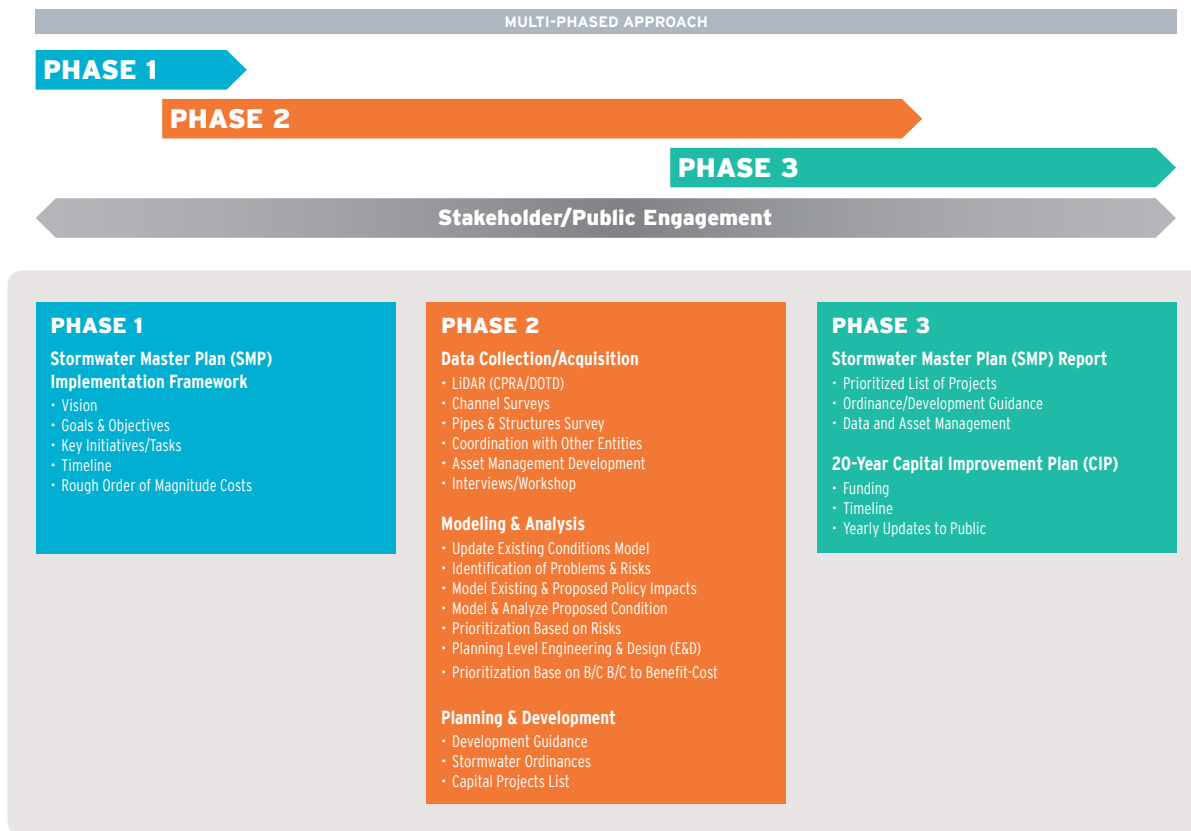 MULTI-PHASED APPROACH
PHASE 1
PHASE 2
PHASE 3
Stakeholder/Public Engagement
PHASE 1
Stormwater Master Plan (SMP)
Implementation Framework
· Vision
· Goals & Objectives
· Key Initiatives/Tasks
· Timeline
· Rough Order of Magnitude Costs
PHASE 2
Data Collection/Acquisition
· LiDAR (CPRA/DOTD)
· Channel Surveys
· Pipes & Structures Survey
· Coordination with Other Entities
· Asset Management Development
· Interviews/Workshop
Modeling & Analysis
· Update Existing Conditions Model
· Identification of Problems & Risks
· Model Existing & Proposed Policy Impacts
· Model & Analyze Proposed Condition
· Prioritization Based on Risks
· Planning Level Engineering & Design (E&D)
· Prioritization Base on B/C B/C to Benefit-Cost
Planning & Development
· Development Guidance
· Stormwater Ordinances
· Capital Projects List
PHASE 3
Stormwater Master Plan (SMP) Report
· Prioritized List of Projects
· Ordinance/Development Guidance
· Data and Asset Management
20-Year Capital Improvement Plan (CIP)
· Funding
· Timeline
· Yearly Updates to Public